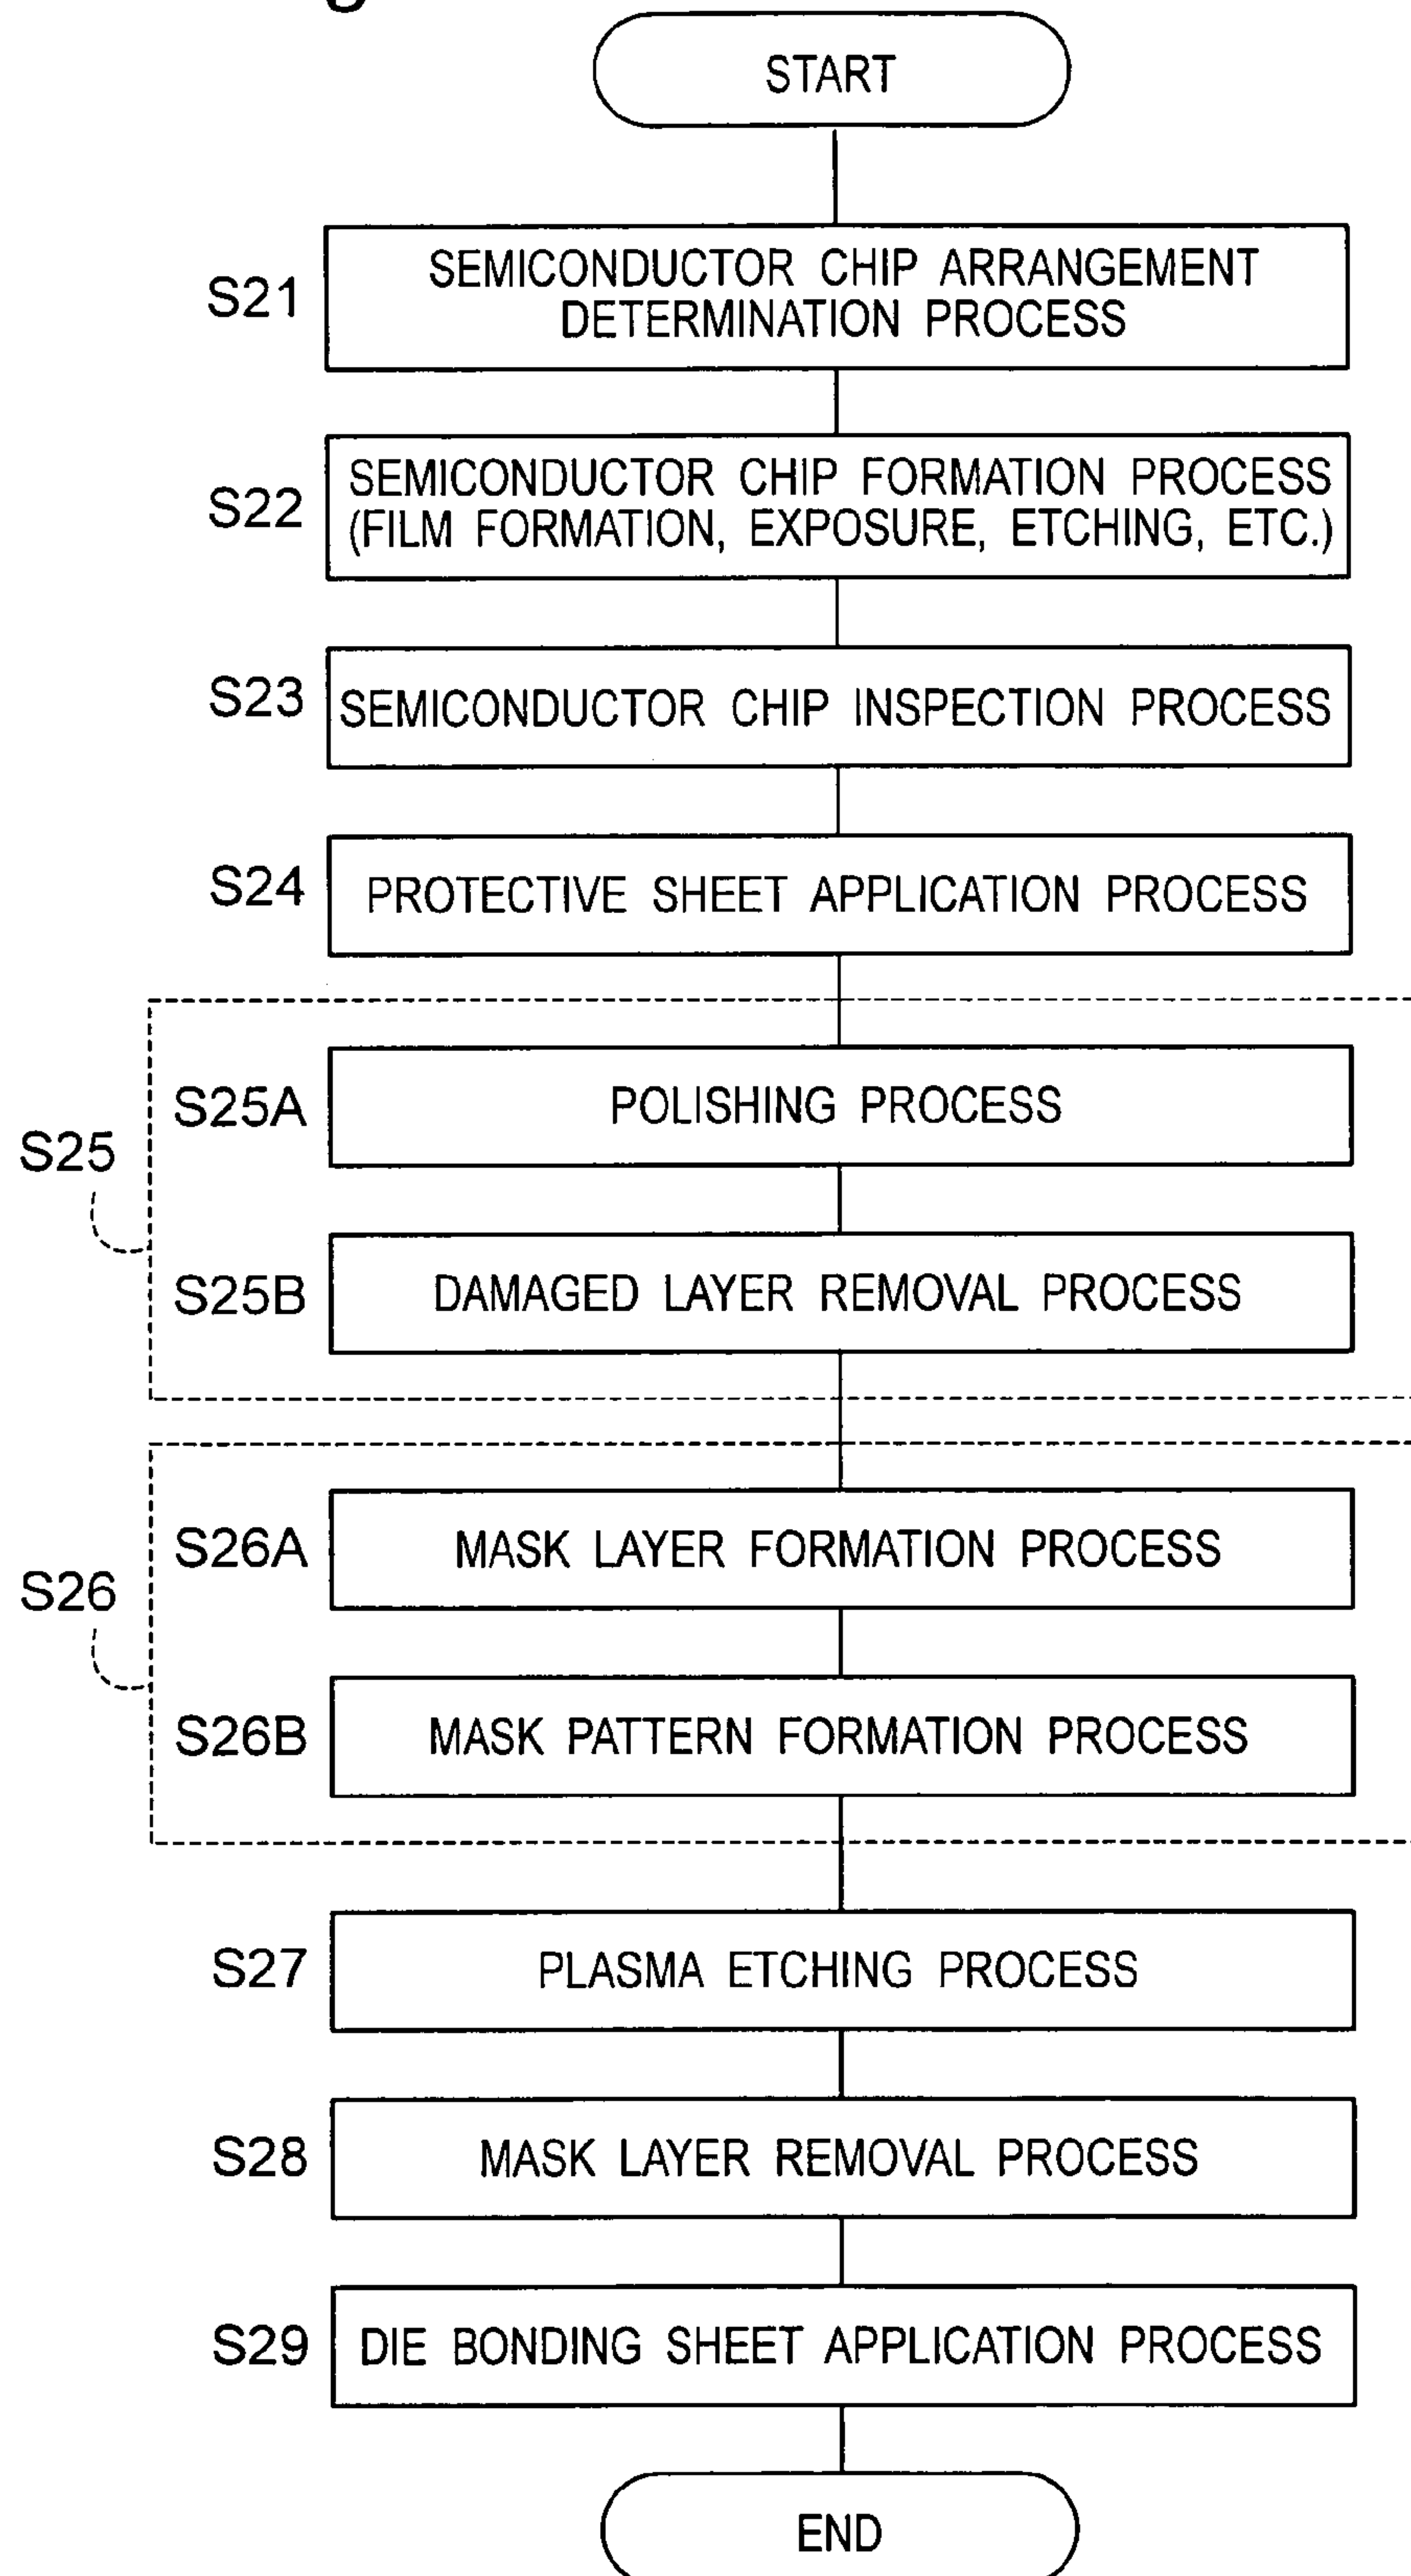 START
S21
SEMICONDUCTOR CHIP ARRANGEMENT
DETERMINATION PROCESS
S22
SEMICONDUCTOR CHIP FORMATION PROCESS
(FILM FORMATION, EXPOSURE, ETCHING, ETC.)
S23
SEMICONDUCTOR CHIP INSPECTION PROCESS
S24
PROTECTIVE SHEET APPLICATION PROCESS
S25
S25A
POLISHING PROCESS
S25B
DAMAGED LAYER REMOVAL PROCESS
S26
S26A
MASK LAYER FORMATION PROCESS
S26B
MASK PATTERN FORMATION PROCESS
S27
PLASMA ETCHING PROCESS
S28
MASK LAYER REMOVAL PROCESS
S29
DIE BONDING SHEET APPLICATION PROCESS
END